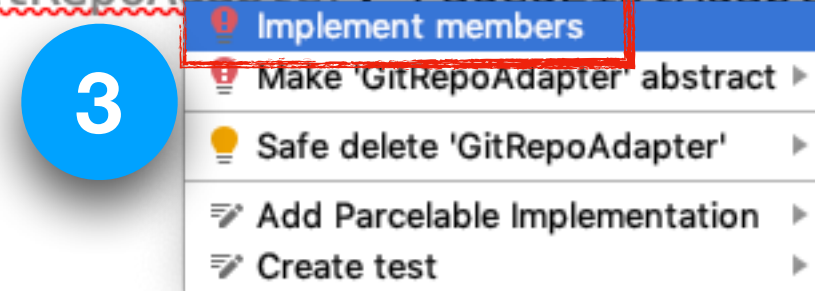 Implement members
3
Make 'GitRepoAdapter' abstract
Safe delete 'GitRepoAdapter'
Add Parcelable Implementation
Create test